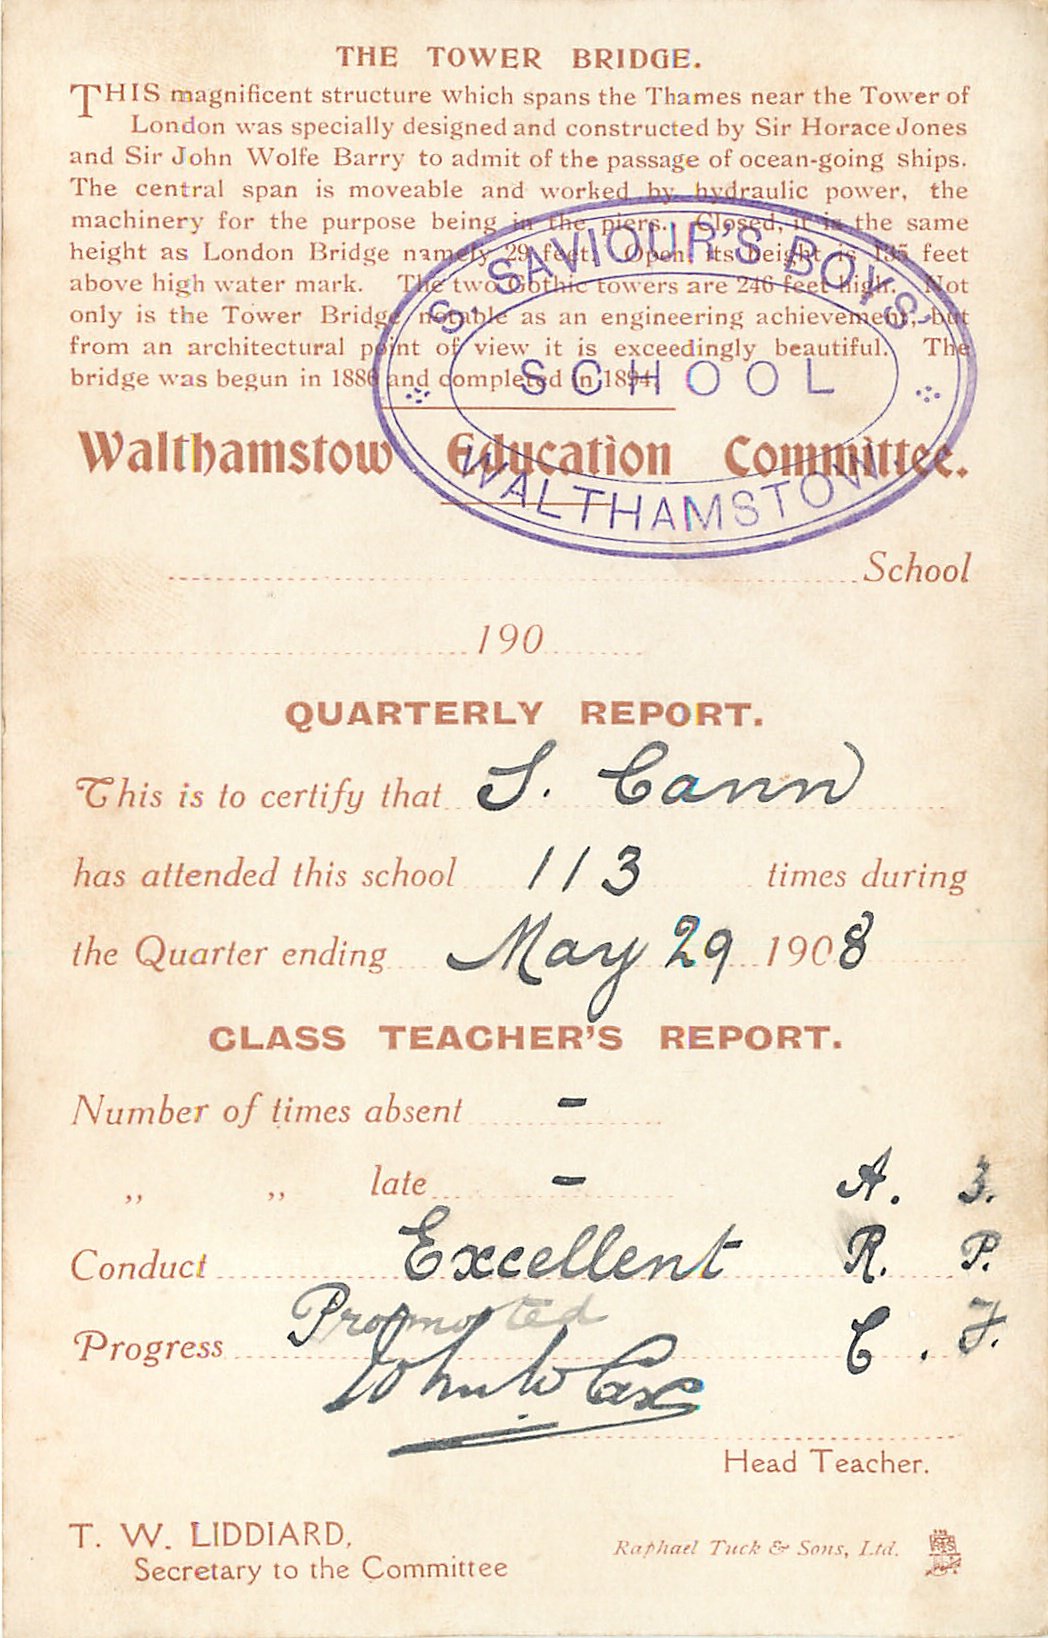 THE TOWER BRIDGE.
THIS magnificent structure which spans the Thames near the Tower of
London was specially designed and constructed by Sir Horace Jones
and Sir John Wolfe Barry to admit of the passage of ocean-going ships.
The central span is moveable and worked by hydraulic power, the
machinery for the purpose being in the piers. Closed, it is the same
height as London Bridge namely 29 feet. Open, its height is 135 feet
above high water mark. The two Gothic towers are 246 feet high. Not
only is the Tower Bridge notable as an engineering achievement, but
from an architectural point of view it is exceedingly beautiful. The
bridge was begun in 1886 and completed in 1894.
S. SAVIOUR'S BOYS'
SCHOOL
WALTHAMSTOW.
Walthamstow Education Committee.
School
190
QUARTERLY REPORT.
This is to certify that S. Cann
has attended this school 113 times during
the Quarter ending May 29 1908
CLASS TEACHER'S REPORT.
Number of times absent -
" " late - A. 3.
Conduct Excellent R. P.
Progress Promoted C. F.
John W Cox
Head Teacher.
T. W. LIDDIARD,
Secretary to the Committee
Raphael Tuck & Sons, Ltd.